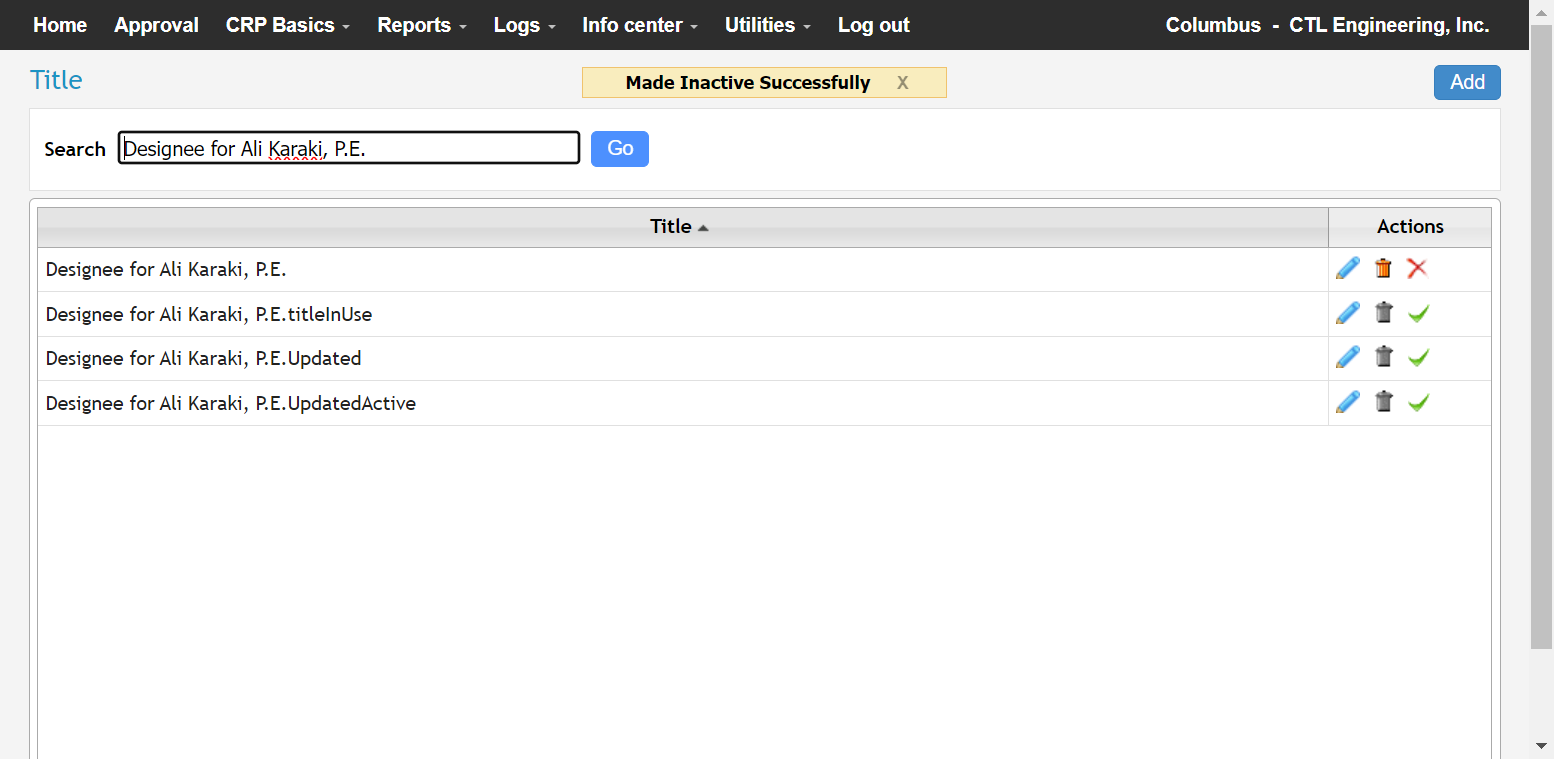 Home Approval CRP Basics Reports Logs Info center Utilities Log out Columbus - CTL Engineering, Inc.
Title Made Inactive Successfully X Add
Search Designee for Ali Karaki, P.E. Go
Title Actions
Designee for Ali Karaki, P.E.
Designee for Ali Karaki, P.E.titleInUse
Designee for Ali Karaki, P.E.Updated
Designee for Ali Karaki, P.E.UpdatedActive